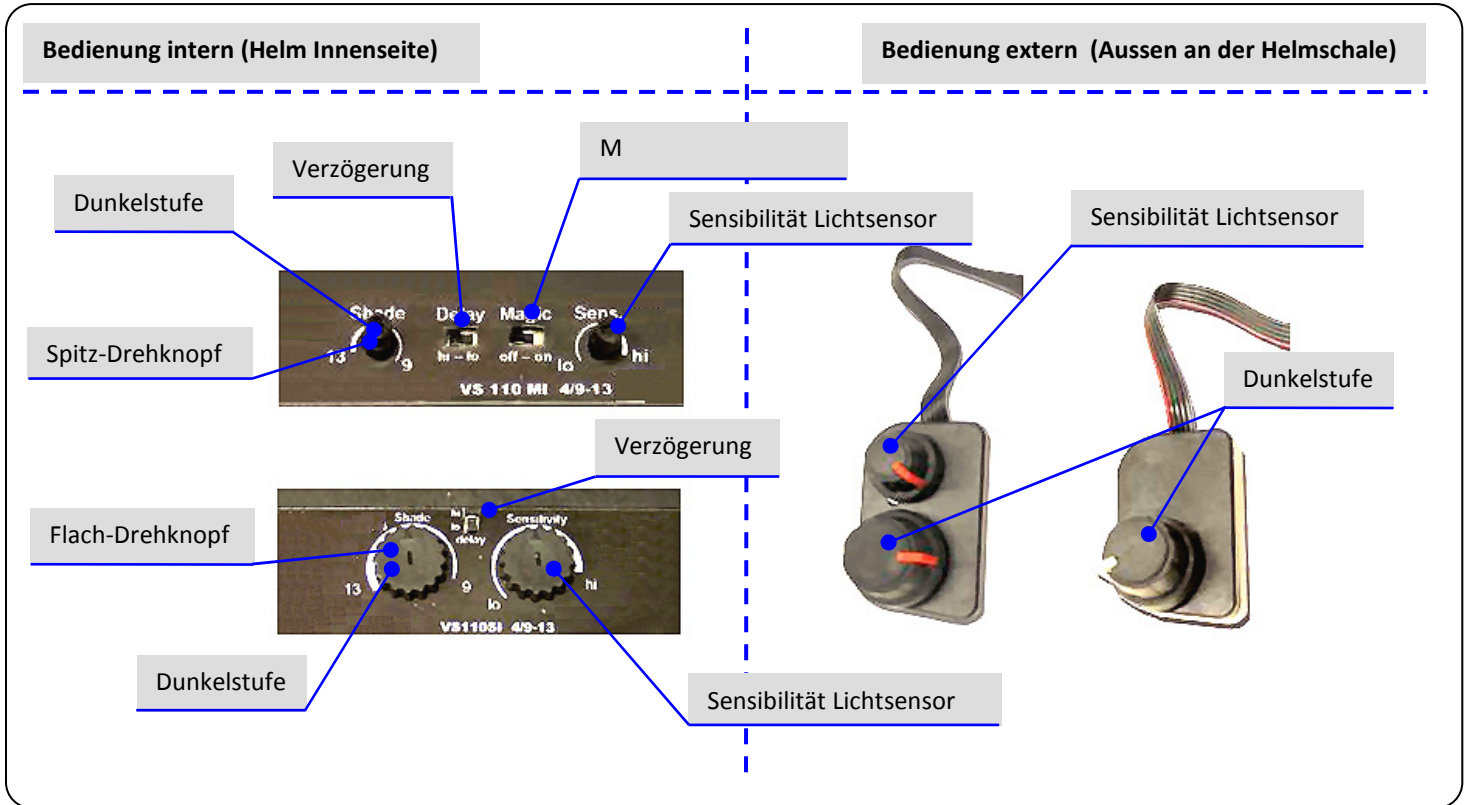 Bedienung intern (Helm Innenseite)
Bedienung extern (Aussen an der Helmschale)
M
Verzögerung
Dunkelstufe
Sensibilität Lichtsensor
Sensibilität Lichtsensor
Shade
Delay
Magic
Sens.
Spitz-Drehknopf
13
9
hi – lo
off – on
lo
hi
VS 110 MI 4/9-13
Dunkelstufe
Verzögerung
Flach-Drehknopf
Shade
hi
lo
delay
Sensitivity
13
9
lo
hi
VS110SI 4/9-13
Dunkelstufe
Sensibilität Lichtsensor